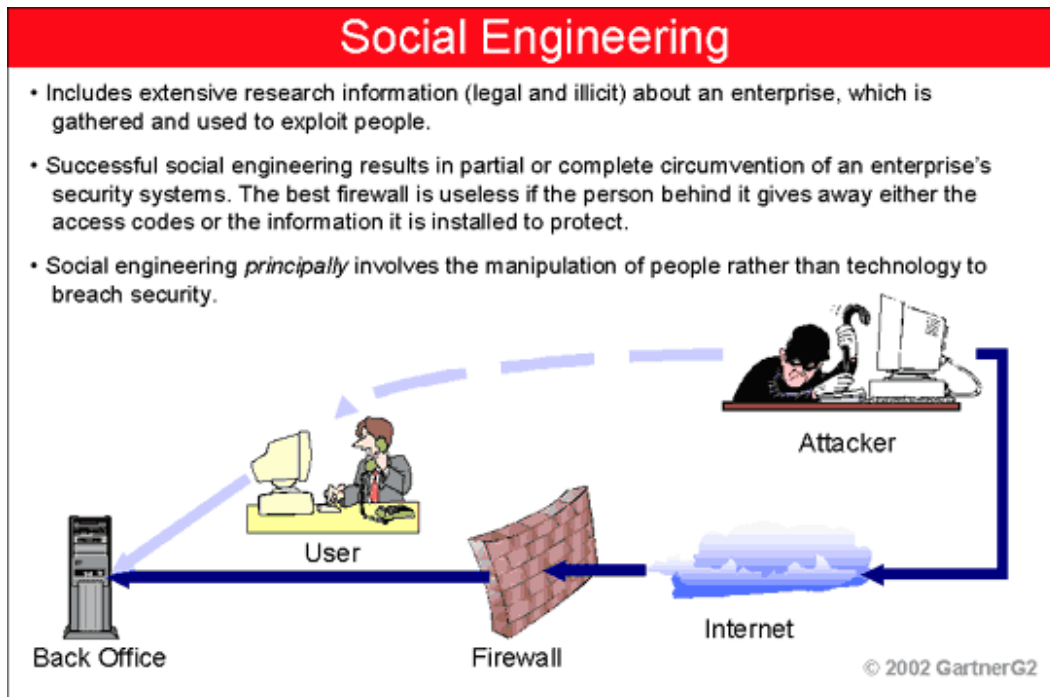 Social Engineering
• Includes extensive research information (legal and illicit) about an enterprise, which is
gathered and used to exploit people.
• Successful social engineering results in partial or complete circumvention of an enterprise's
security systems. The best firewall is useless if the person behind it gives away either the
access codes or the information it is installed to protect.
• Social engineering principally involves the manipulation of people rather than technology to
breach security.
Attacker
User
Internet
Back Office
Firewall
© 2002 GartnerG2